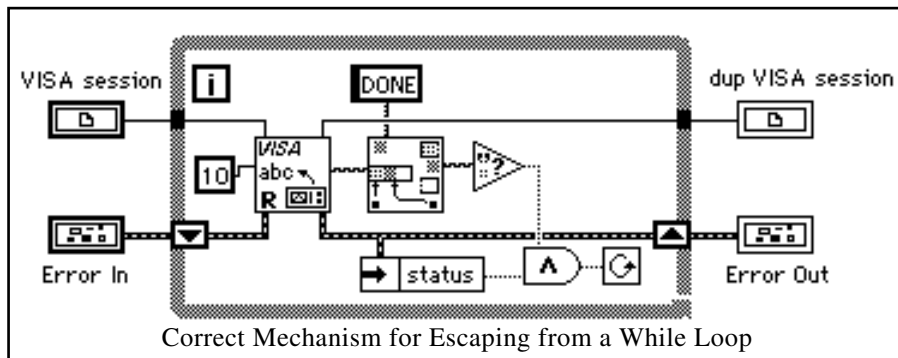 VISA session
i
DONE
dup VISA session
10
VISA
abc
R
?
Error In
status
Λ
Error Out
Correct Mechanism for Escaping from a While Loop